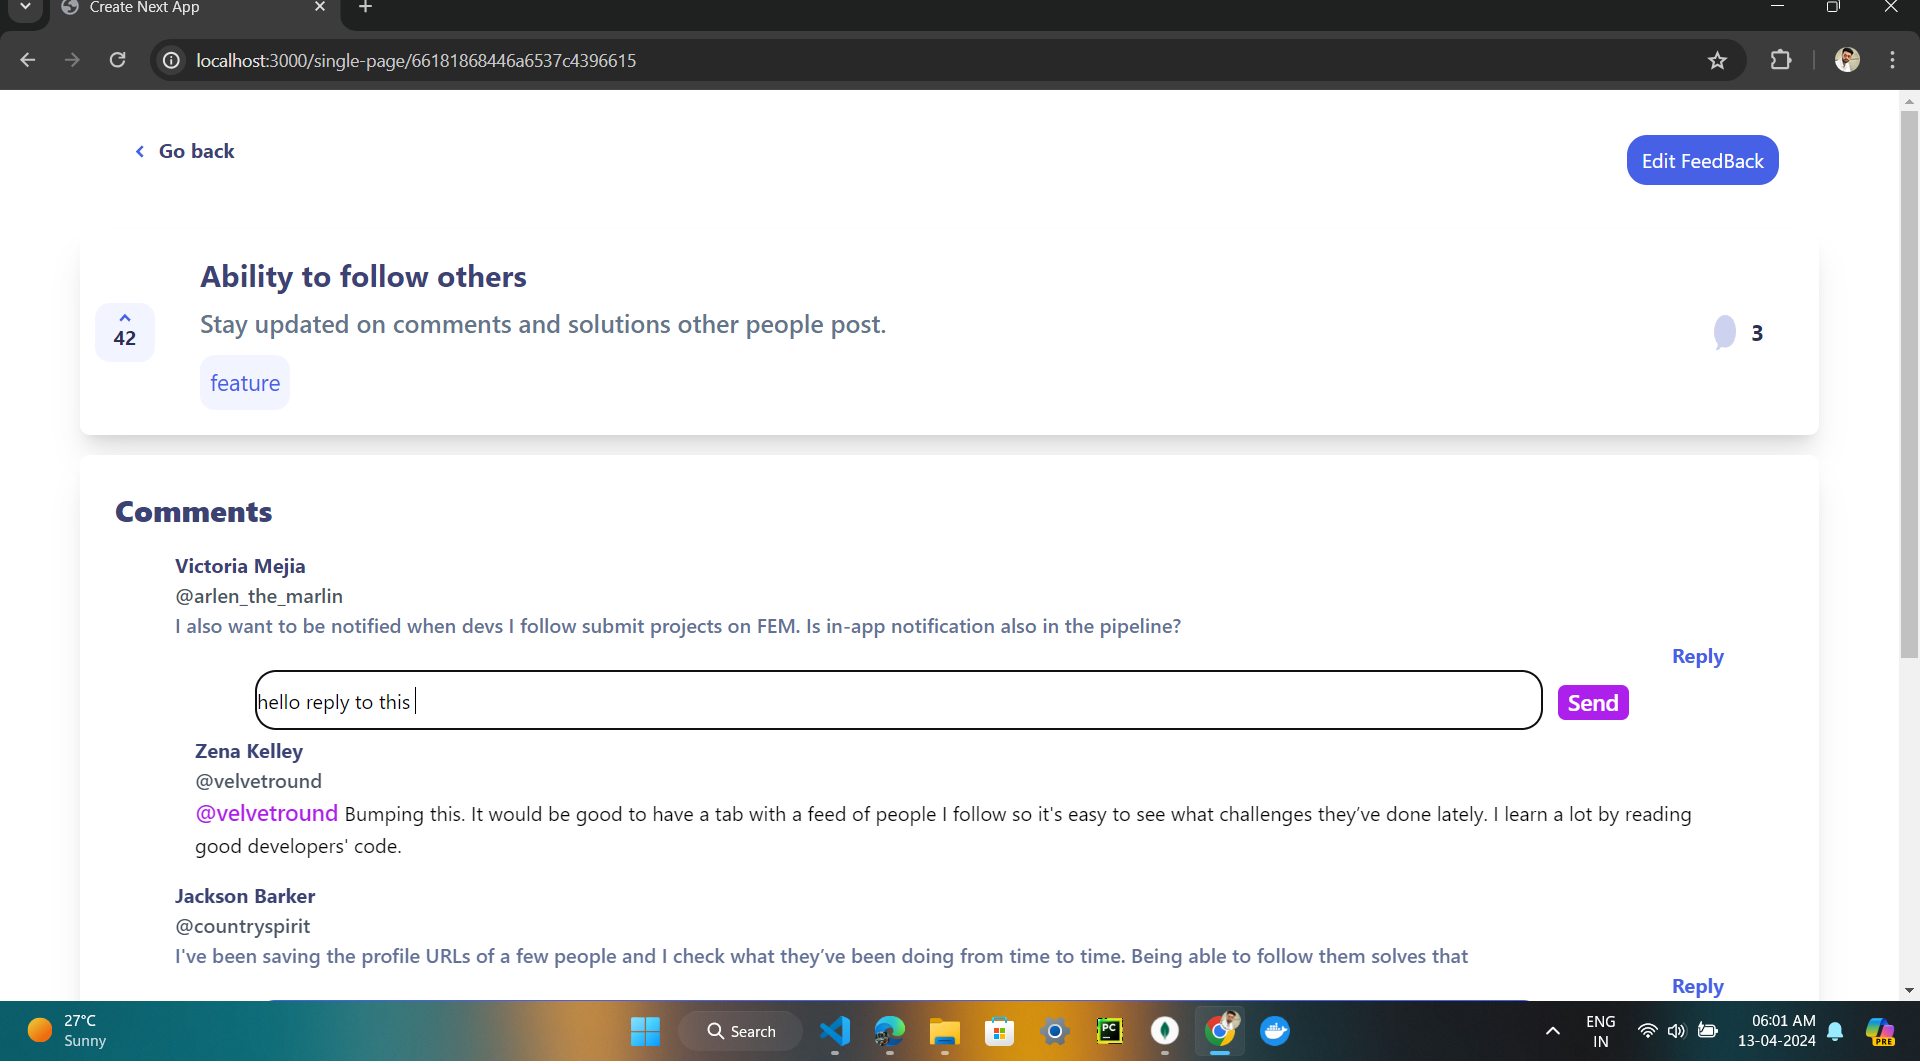 Create Next App
localhost:3000/single-page/66181868446a6537c4396615
Go back
Edit FeedBack
Ability to follow others
Stay updated on comments and solutions other people post.
42
3
feature
Comments
Victoria Mejia
@arlen_the_marlin
I also want to be notified when devs I follow submit projects on FEM. Is in-app notification also in the pipeline?
Reply
hello reply to this
Send
Zena Kelley
@velvetround
@velvetround Bumping this. It would be good to have a tab with a feed of people I follow so it's easy to see what challenges they’ve done lately. I learn a lot by reading
good developers' code.
Jackson Barker
@countryspirit
I've been saving the profile URLs of a few people and I check what they’ve been doing from time to time. Being able to follow them solves that
Reply
27°C
Sunny
Search
PC
ENG
IN
06:01 AM
13-04-2024
PRE